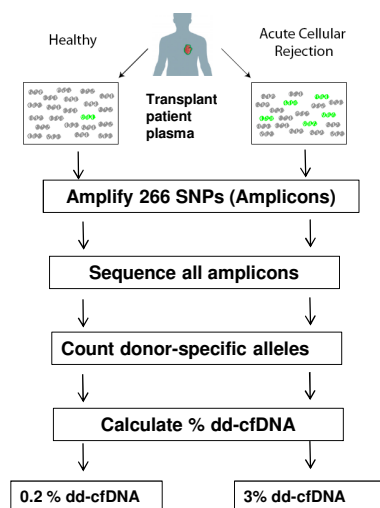 Healthy
Acute Cellular
Rejection
Transplant
patient
plasma
Amplify 266 SNPs (Amplicons)
Sequence all amplicons
Count donor-specific alleles
Calculate % dd-cfDNA
0.2 % dd-cfDNA
3% dd-cfDNA